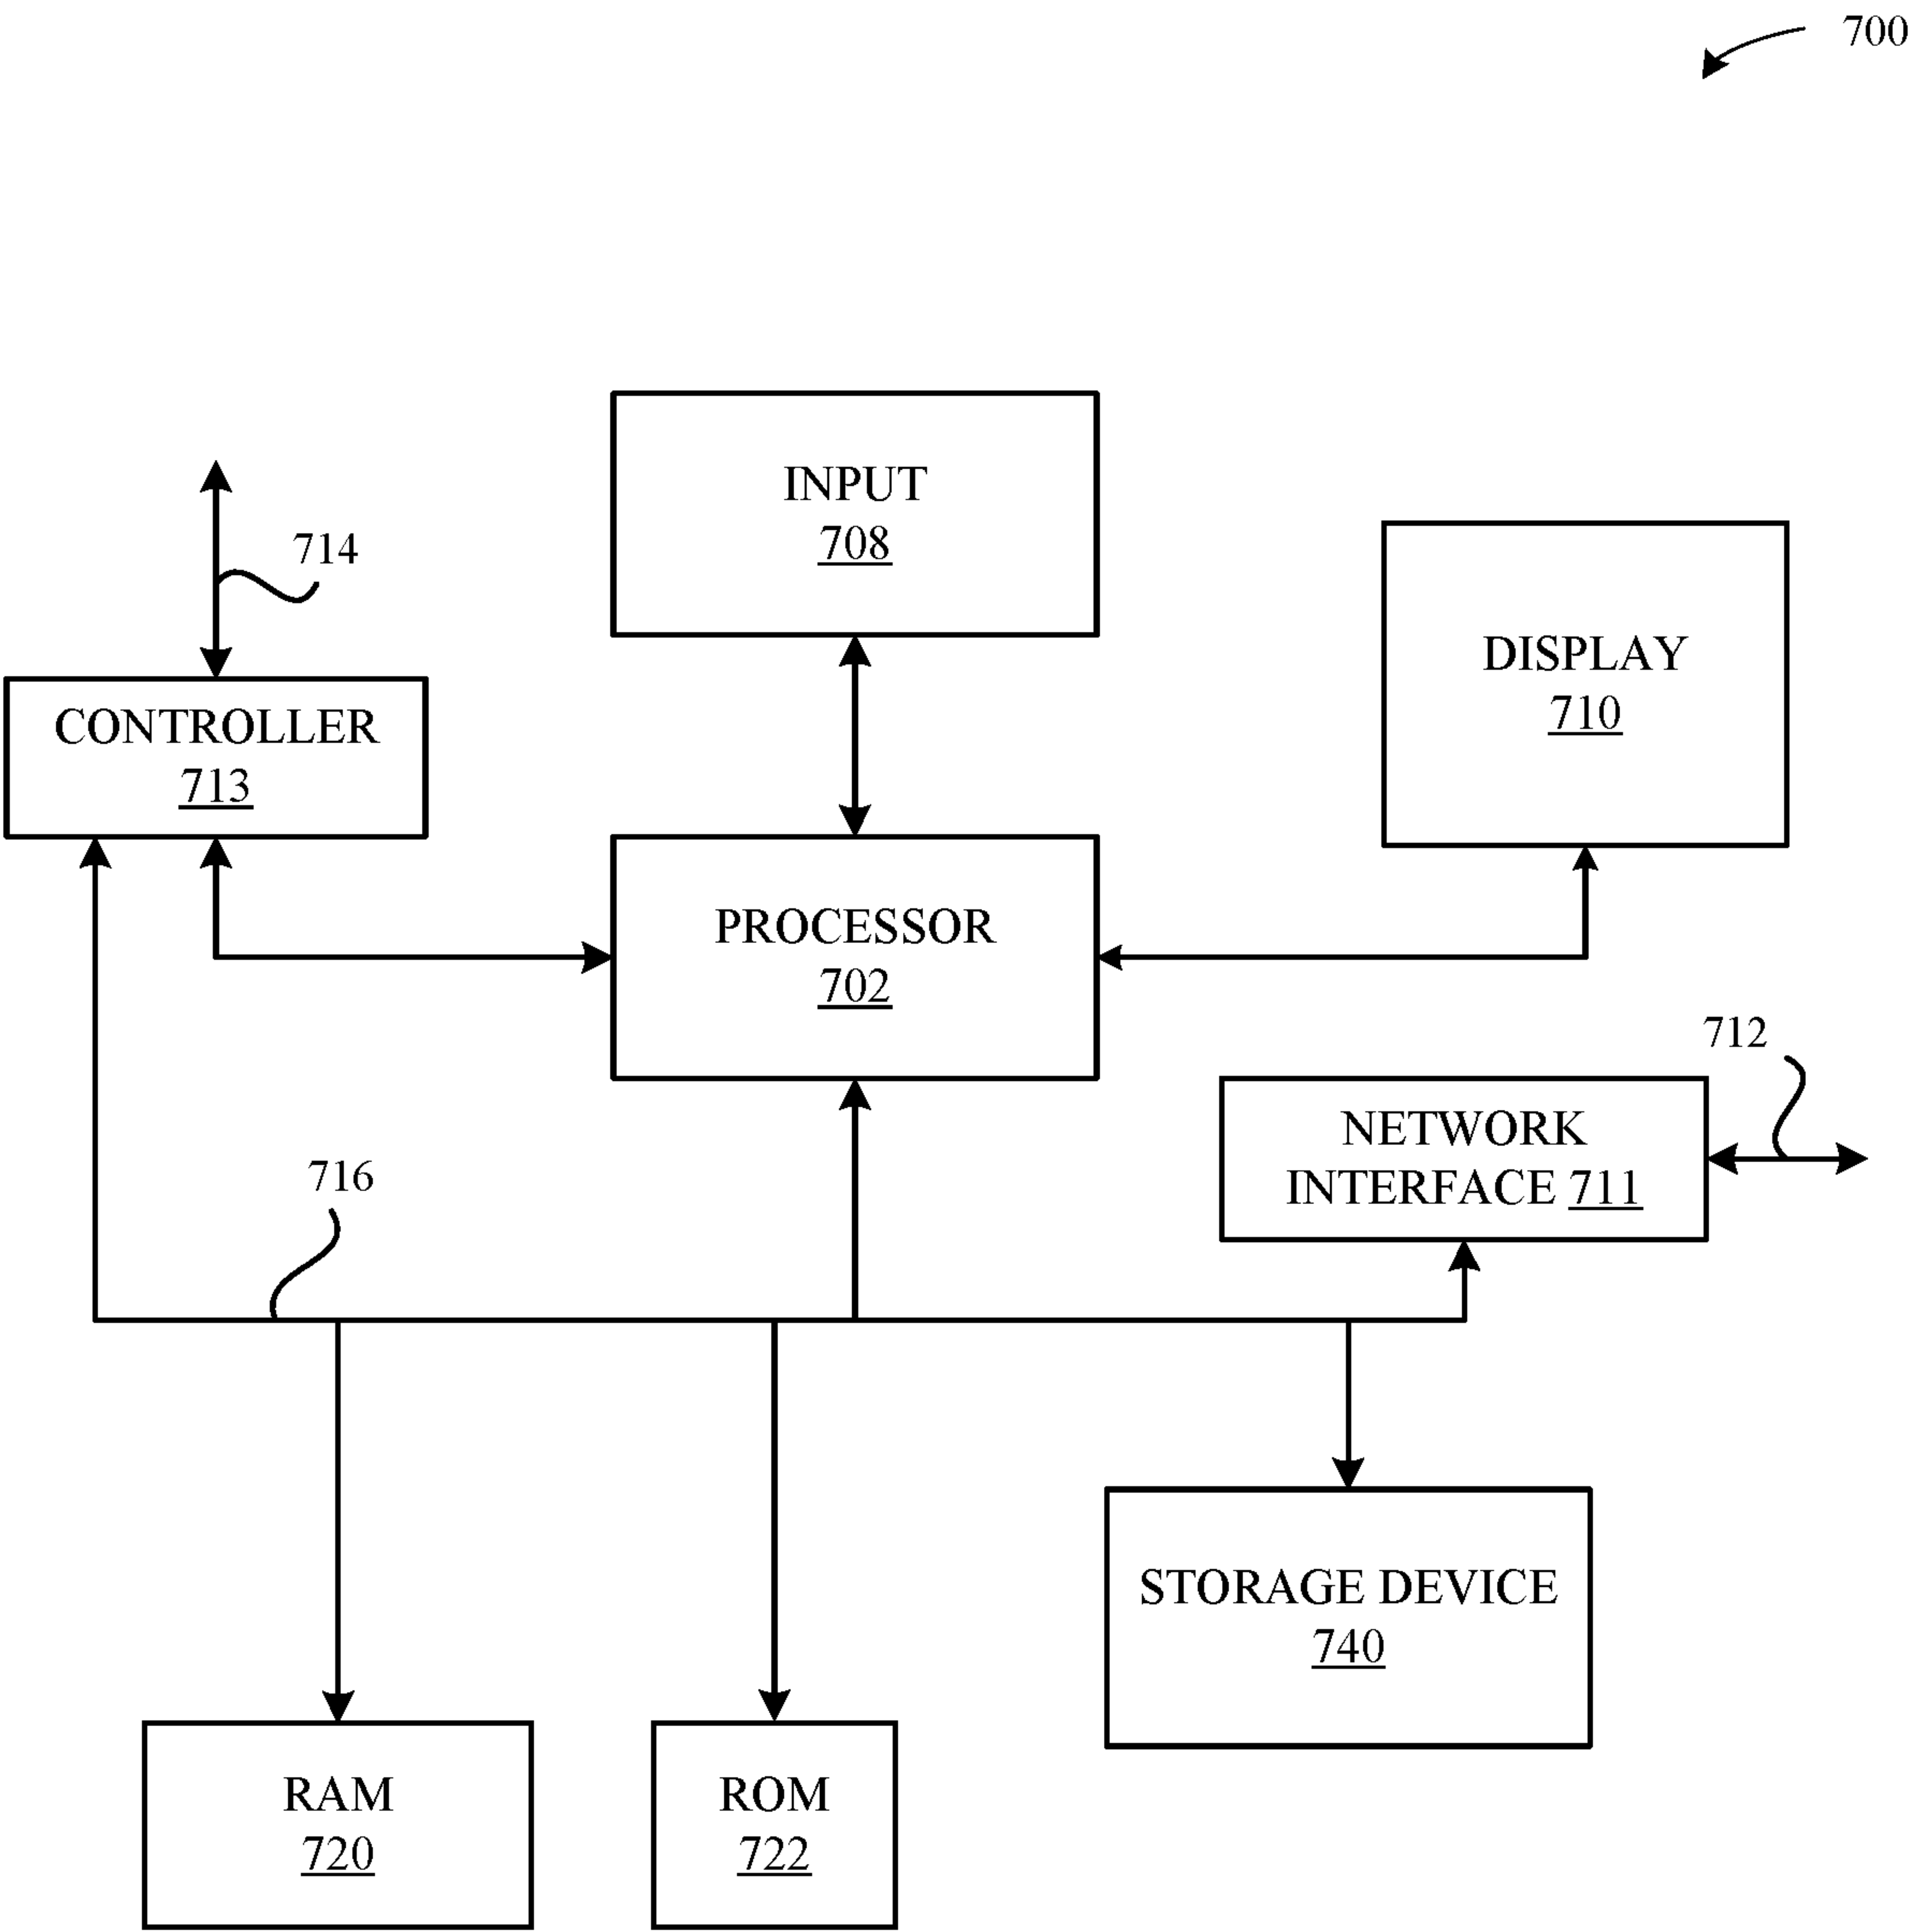 700
INPUT
708
714
DISPLAY
710
CONTROLLER
713
PROCESSOR
702
712
NETWORK
INTERFACE 711
716
STORAGE DEVICE
740
RAM
720
ROM
722